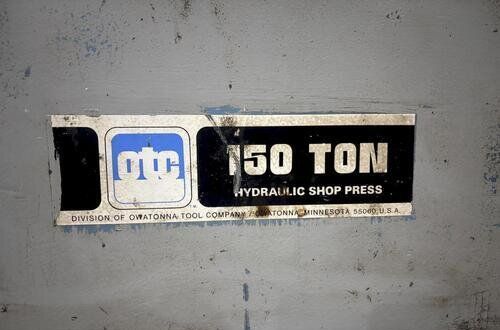 otc
150 TON
HYDRAULIC SHOP PRESS
DIVISION OF OWATONNA TOOL COMPANY OWATONNA, MINNESOTA 55060 U.S.A.